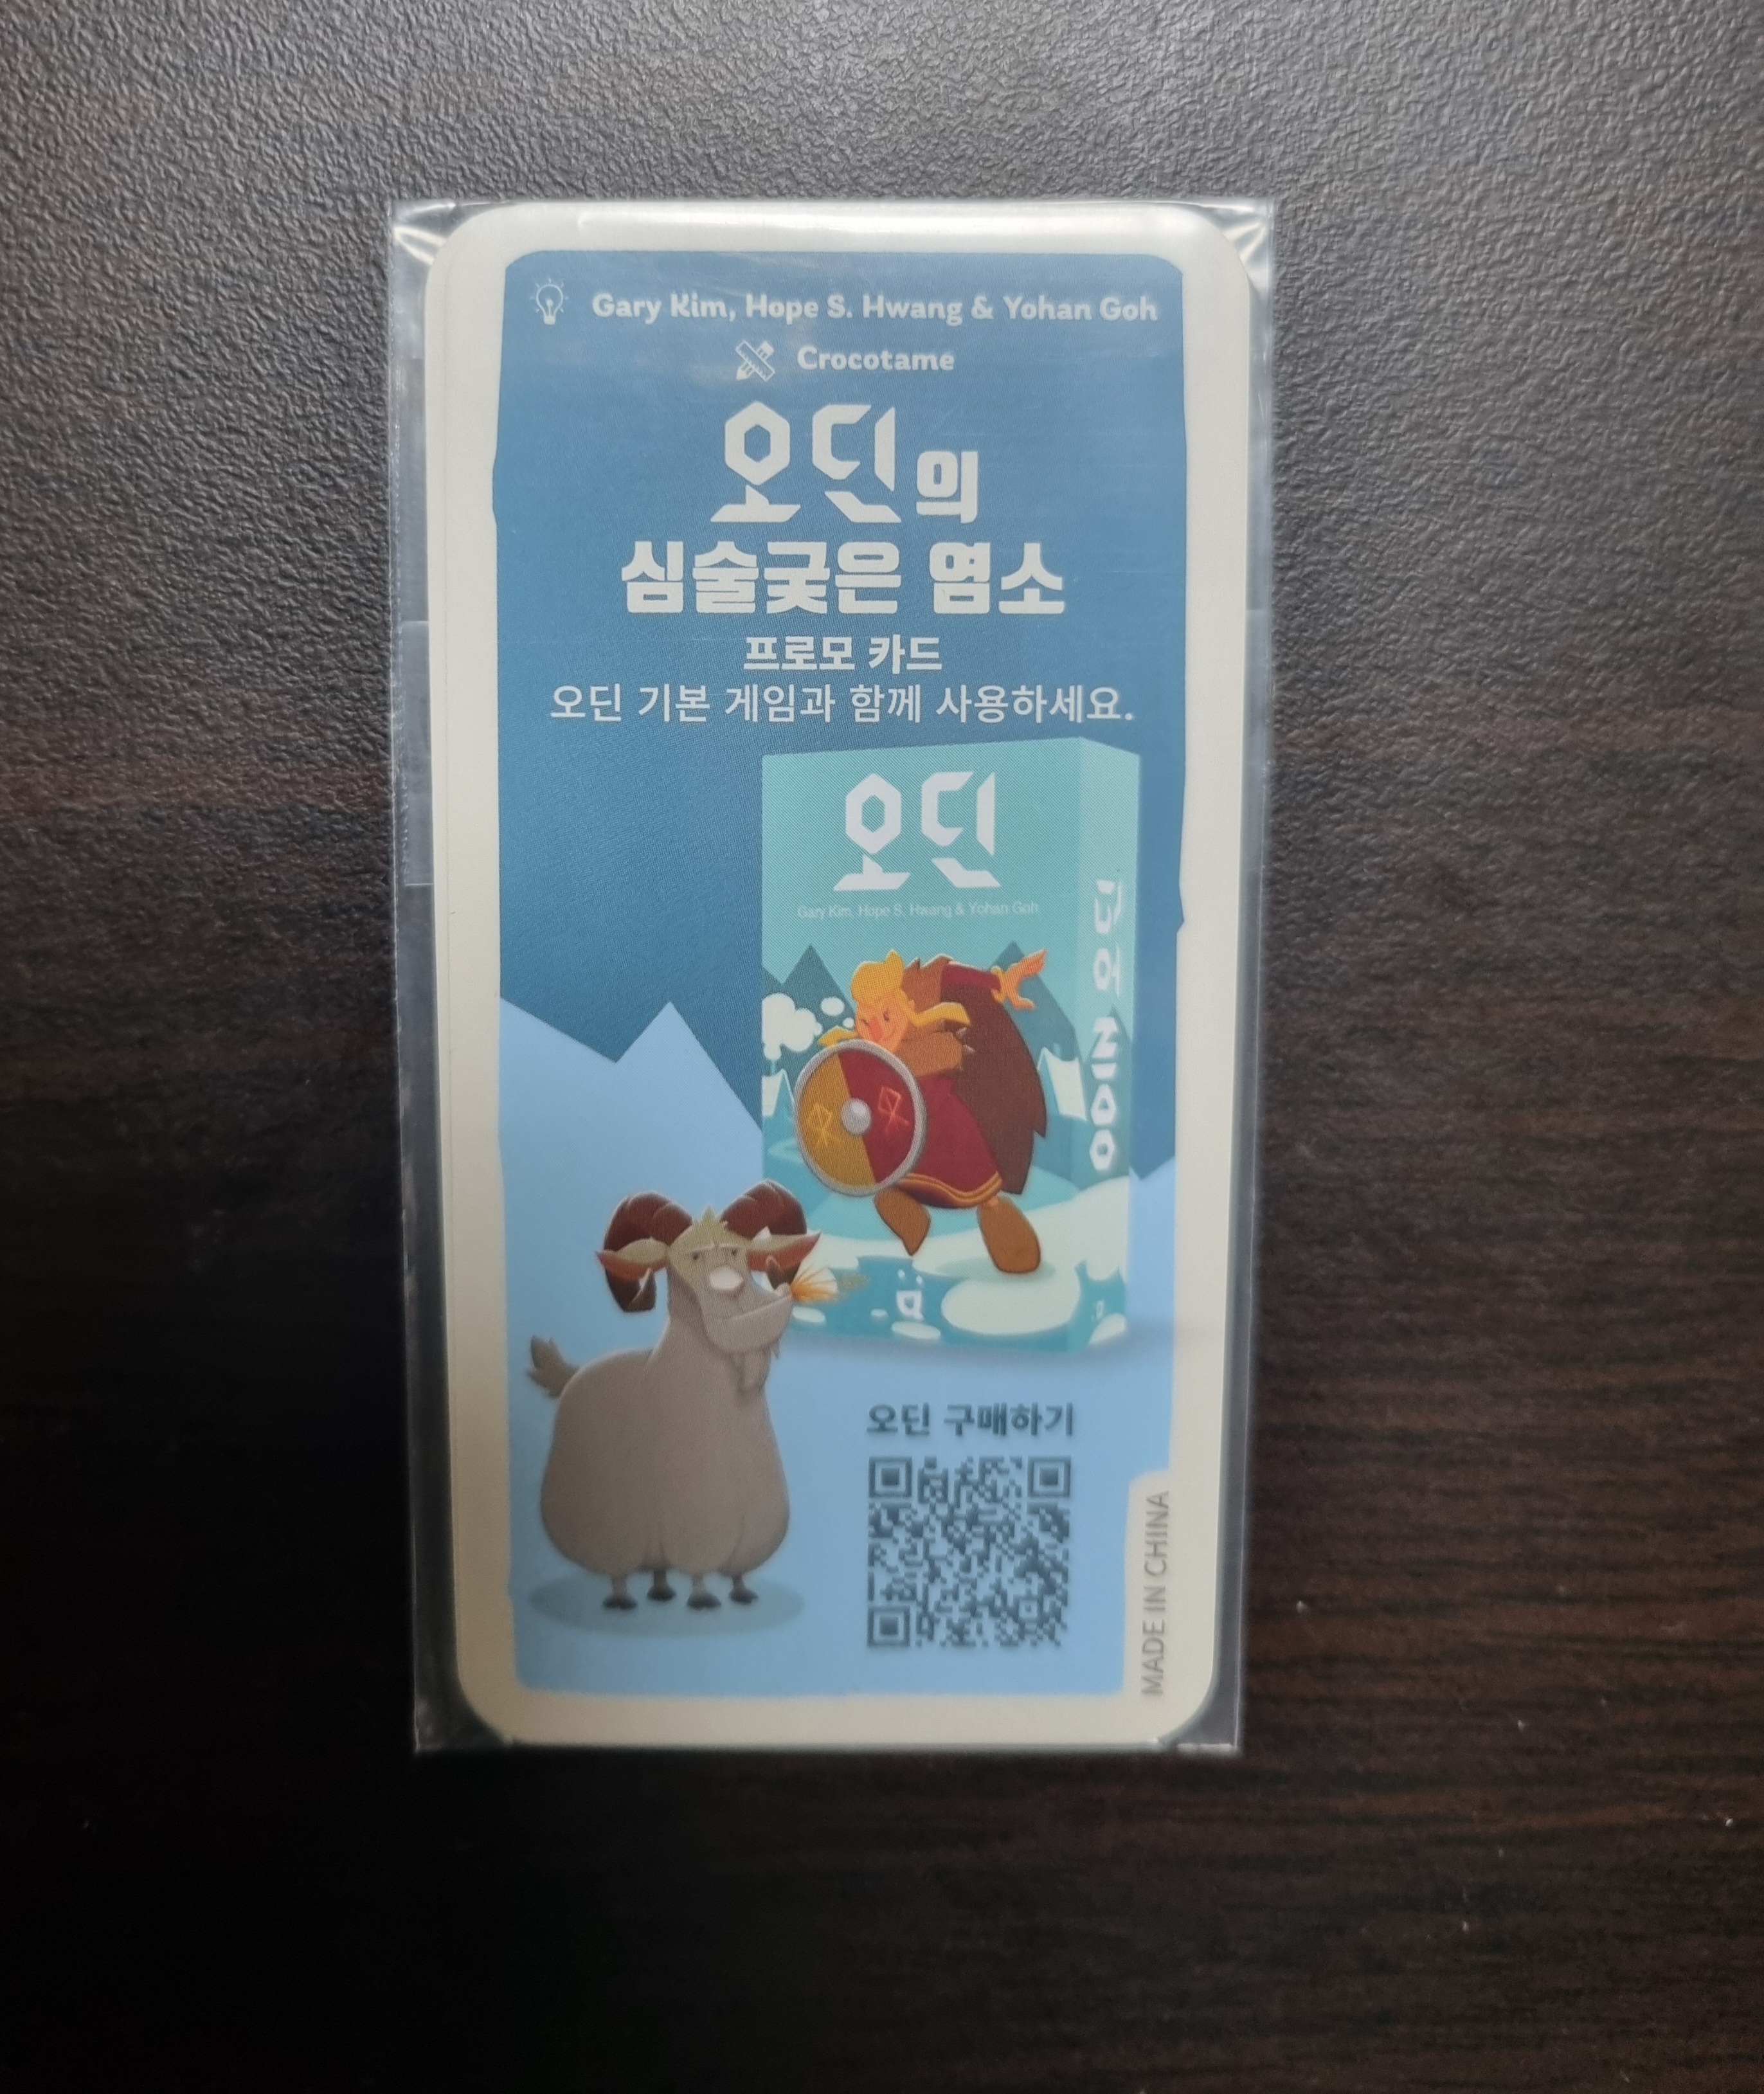 Gary Kim, Hope S. Hwang & Yohan Goh
Crocotame
오딘의
심술궂은 염소
프로모 카드
오딘 기본 게임과 함께 사용하세요.
오딘
Gary Kim, Hope S. Hwang & Yohan Goh
오딘 구매하기
MADE IN CHINA